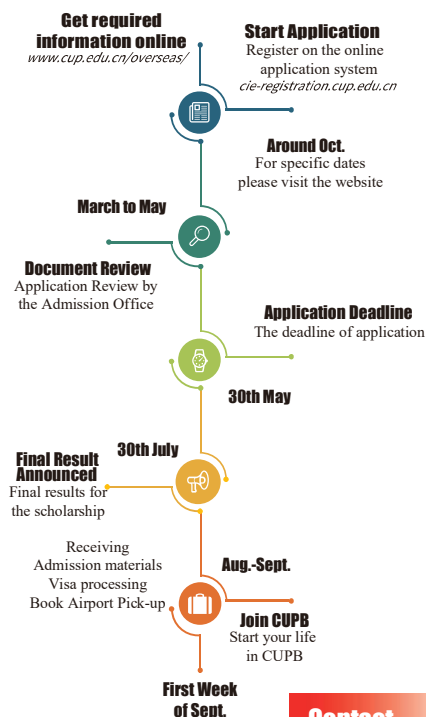 Get required
information online
www.cup.edu.cn/overseas/
Start Application
Register on the online
application system
cie-registration.cup.edu.cn
Around Oct.
For specific dates
please visit the website
March to May
Document Review
Application Review by
the Admission Office
Application Deadline
The deadline of application
30th May
30th July
Final Result
Announced
Final results for
the scholarship
Receiving
Admission materials
Visa processing
Book Airport Pick-up
Aug.-Sept.
Join CUPB
Start your life
in CUPB
First Week
of Sept.
Contact